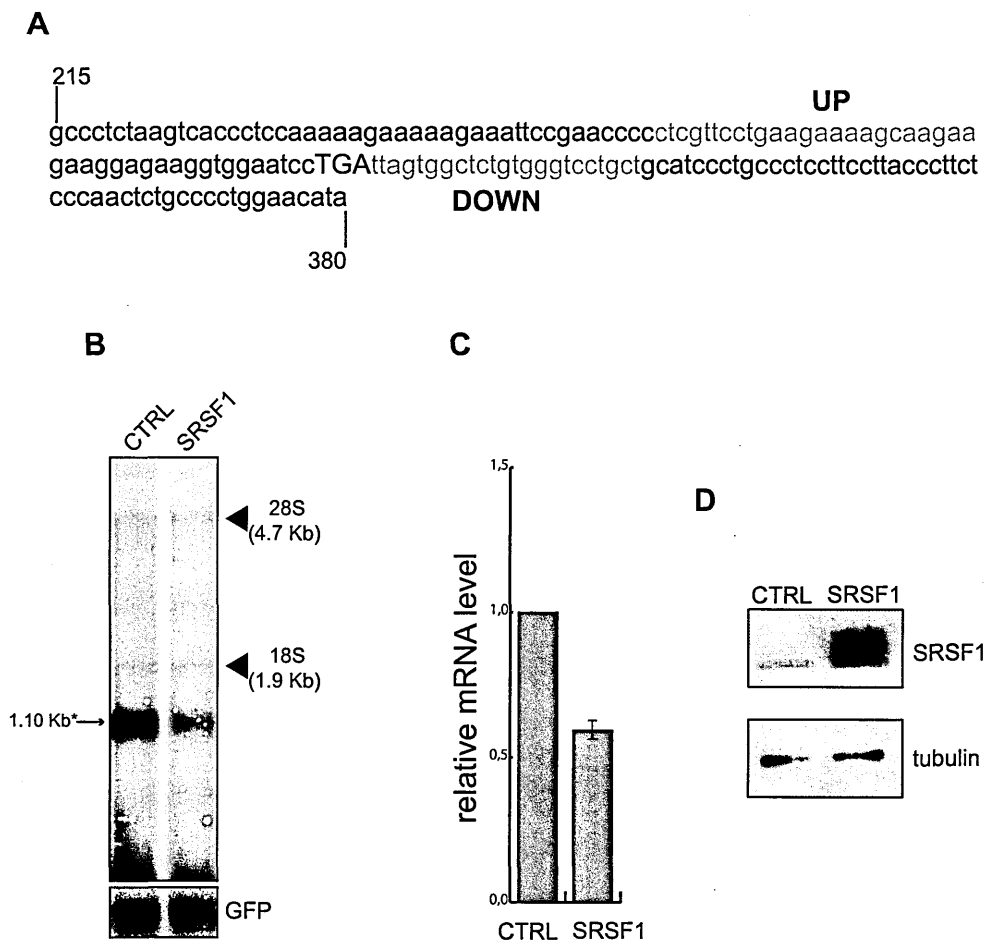 A
215
UP
gccctctaagtcaccctccaaaaagaaaaagaaattccgaaccccctcgttcctgaagaaaagcaagaa
gaaggagaaggtggaatccTGAttagtggctctgtgggtcctgctgcatccctgccctccttccttacccttct
cccaactctgcccctggaacata
DOWN
380
B
CTRL SRSF1
28S
(4.7 Kb)
18S
(1.9 Kb)
1.10 Kb*
GFP
C
relative mRNA level
1,5
1,0
0,5
0,0
CTRL SRSF1
D
CTRL SRSF1
SRSF1
tubulin